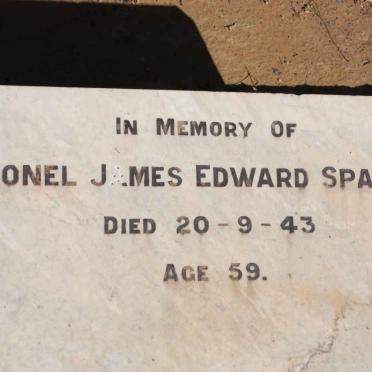 IN MEMORY OF
ONEL JAMES EDWARD SPA
DIED 20-9-43
AGE 59.